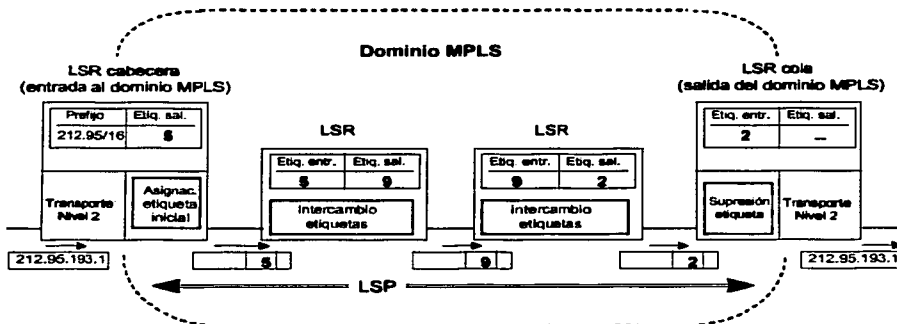 Dominio MPLS
LSR cabecera
(entrada al dominio MPLS)
Prefijo Etiq. sal.
212.95/16 5
Transporte
Nivel 2
Asignac.
etiqueta
inicial
LSR
Etiq. entr. Etiq. sal.
5 9
Intercambio
etiquetas
LSR
Etiq. entr. Etiq. sal.
9 2
Intercambio
etiquetas
LSR cola
(salida del dominio MPLS)
Etiq. entr. Etiq. sal.
2 ...
Supresión
etiqueta
Transporte
Nivel 2
212.95.193.1
5
9
2
212.95.193.1
LSP